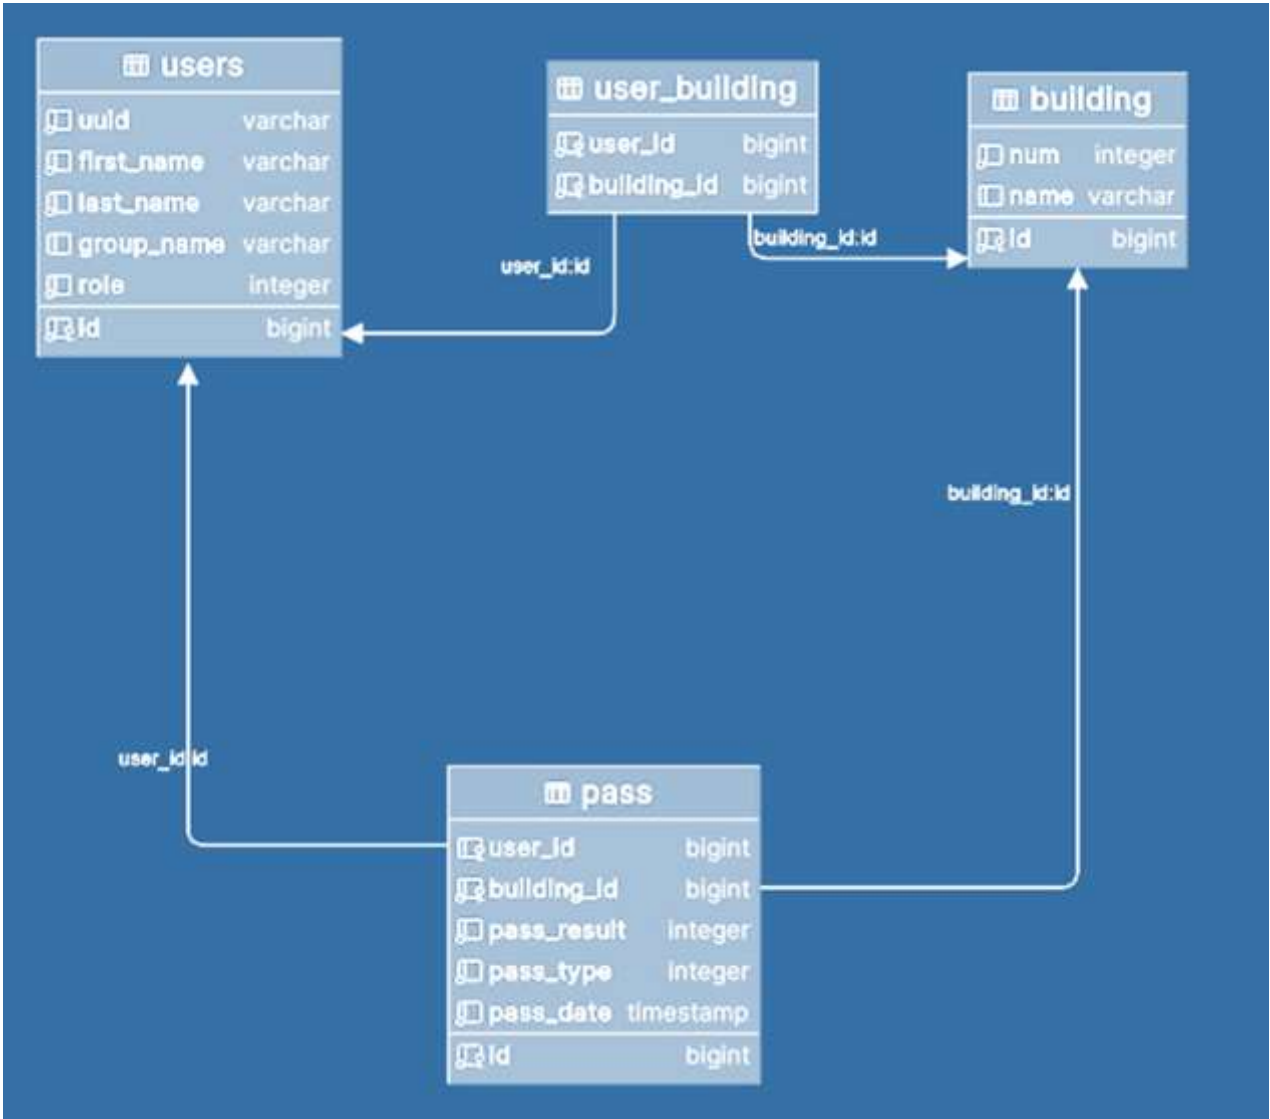 users
uuid varchar
first_name varchar
last_name varchar
group_name varchar
role integer
id bigint
user_building
user_id bigint
building_id bigint
building
num integer
name varchar
id bigint
user_id:id
building_id:id
building_id:id
user_id:id
pass
user_id bigint
building_id bigint
pass_result integer
pass_type integer
pass_date timestamp
id bigint